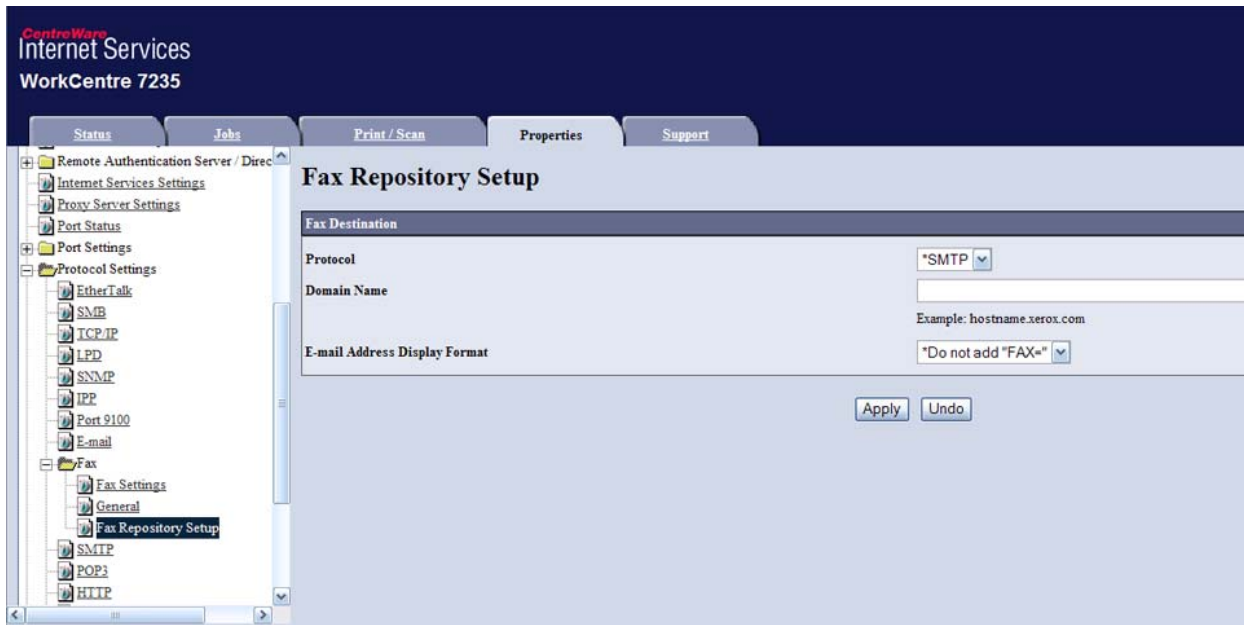 CentreWare
Internet Services
WorkCentre 7235
Status Jobs Print / Scan Properties Support
Remote Authentication Server / Direc
Internet Services Settings
Proxy Server Settings
Port Status
Port Settings
Protocol Settings
EtherTalk
SMB
TCP/IP
LPD
SNMP
IPP
Port 9100
E-mail
Fax
Fax Settings
General
Fax Repository Setup
SMTP
POP3
HTTP
Fax Repository Setup
Fax Destination
Protocol
*SMTP
Domain Name
Example: hostname.xerox.com
E-mail Address Display Format
*Do not add "FAX="
Apply Undo